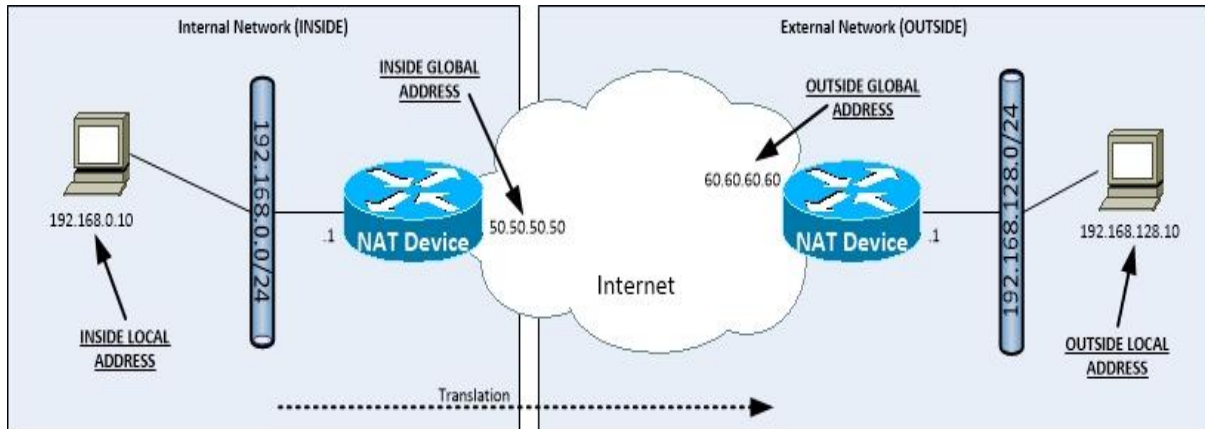 Internal Network (INSIDE)
External Network (OUTSIDE)
INSIDE GLOBAL
ADDRESS
OUTSIDE GLOBAL
ADDRESS
192.168.0.10
192.168.0.0/24
.1
NAT Device
50.50.50.50
Internet
60.60.60.60
NAT Device
.1
192.168.128.0/24
192.168.128.10
INSIDE LOCAL
ADDRESS
OUTSIDE LOCAL
ADDRESS
Translation